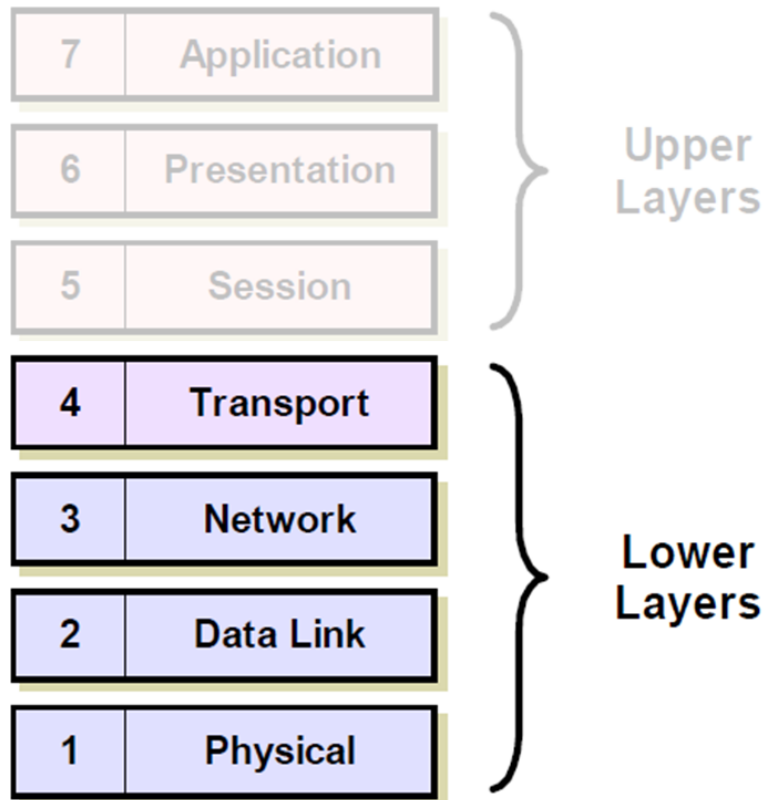 7 Application
6 Presentation
5 Session
Upper
Layers
4 Transport
3 Network
2 Data Link
1 Physical
Lower
Layers